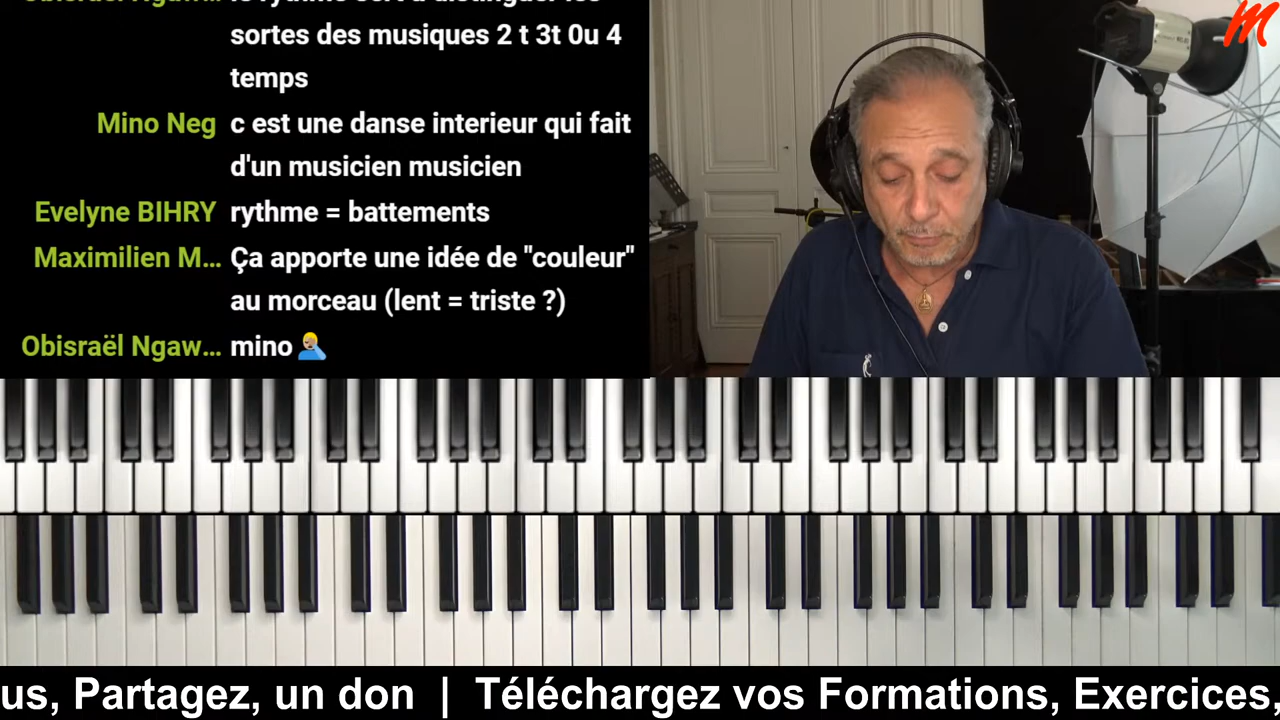 sortes des musiques 2 t 3t 0u 4
temps
Mino Neg c est une danse interieur qui fait
d'un musicien musicien
Evelyne BIHRY rythme = battements
Maximilien M... Ça apporte une idée de "couleur"
au morceau (lent = triste ?)
Obisraël Ngaw... mino
us, Partagez, un don | Téléchargez vos Formations, Exercices,